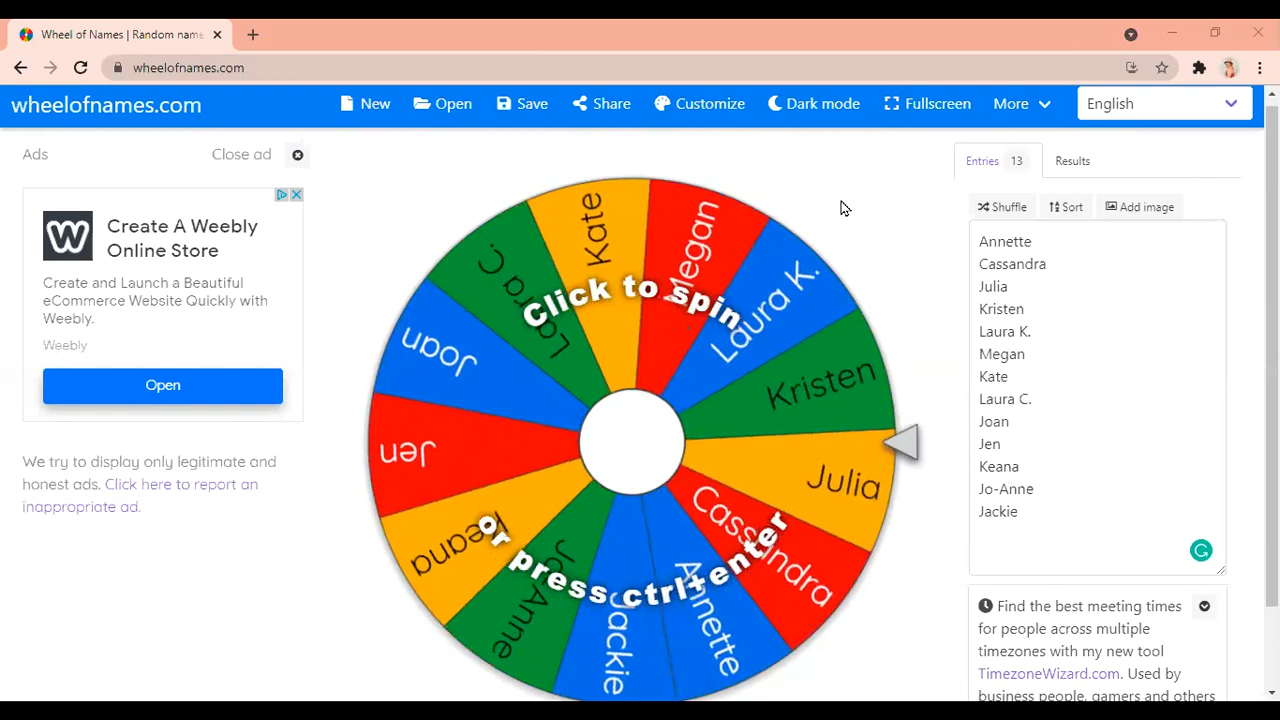 Wheel of Names | Random name
wheelofnames.com
wheelofnames.com
New
Open
Save
Share
Customize
Dark mode
Fullscreen
More
English
Ads
Close ad
W
Create A Weebly
Online Store
Create and Launch a Beautiful
eCommerce Website Quickly with
Weebly.
Weebly
Open
We try to display only legitimate and
honest ads. Click here to report an
inappropriate ad.
Click to spin
or press ctrl+enter
Kate
Megan
Laura K.
Kristen
Julia
Cassandra
Annette
Jackie
Jo-Anne
Keana
Jen
Joan
Laura C.
Entries 13
Results
Shuffle
Sort
Add image
Annette
Cassandra
Julia
Kristen
Laura K.
Megan
Kate
Laura C.
Joan
Jen
Keana
Jo-Anne
Jackie
Find the best meeting times
for people across multiple
timezones with my new tool
TimezoneWizard.com. Used by
business people, gamers and others